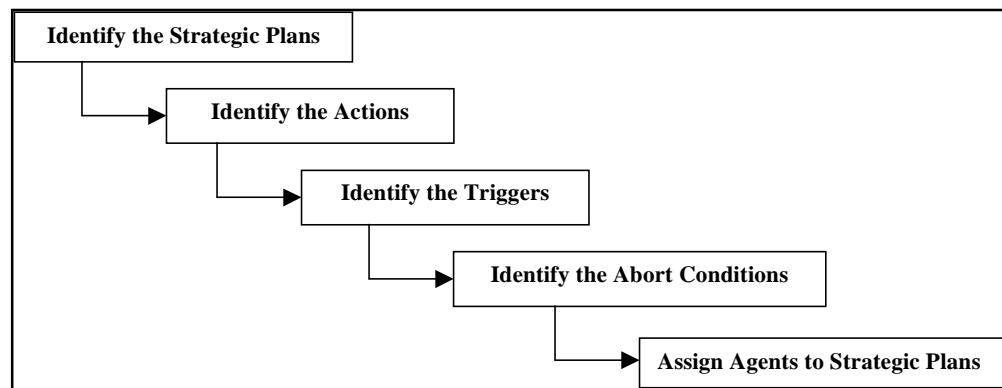 Identify the Strategic Plans
Identify the Actions
Identify the Triggers
Identify the Abort Conditions
Assign Agents to Strategic Plans